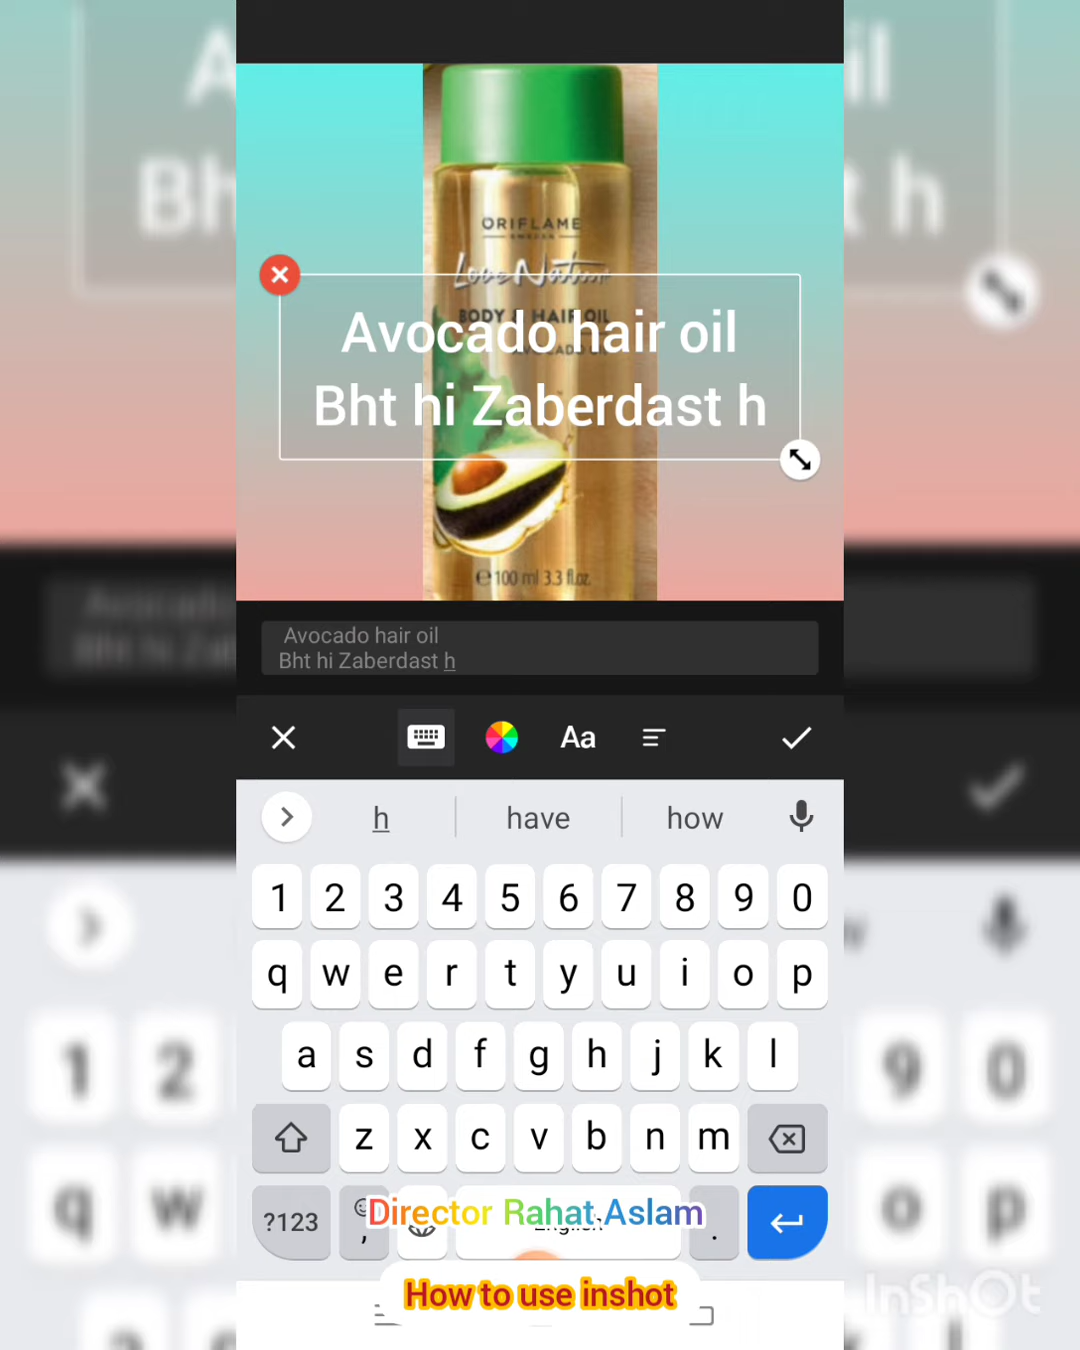 ORIFLAME
SWEDEN
Love Nature
BODY & HAIR OIL
Avocado hair oil
Bht hi Zaberdast h
e 100 ml 3.3 fl.oz.
Avocado hair oil
Bht hi Zaberdast h
Aa
h have how
1 2 3 4 5 6 7 8 9 0
q w e r t y u i o p
a s d f g h j k l
z x c v b n m
?123 , English .
Director Rahat Aslam
How to use inshot
InShOt